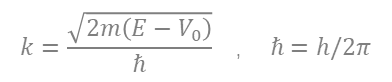 k = √(2m(E − V₀)) / ħ , ħ = h/2π